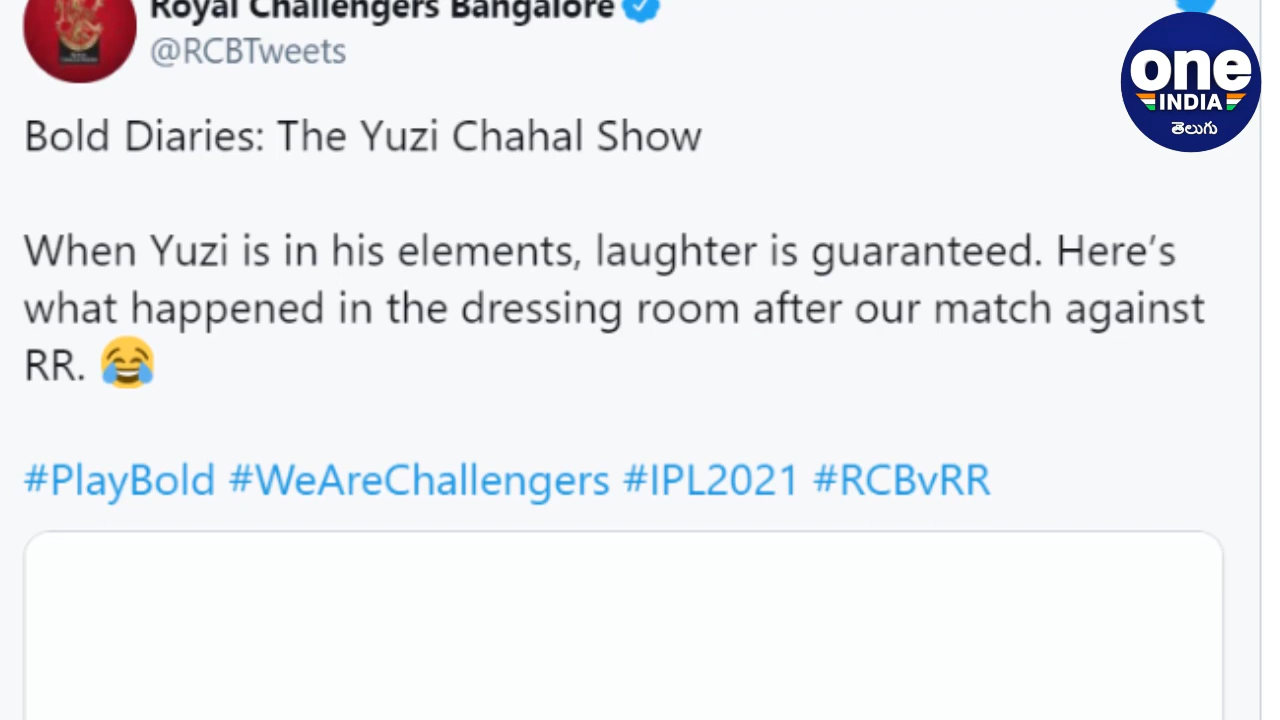 Royal Challengers Bangalore
@RCBTweets
one
INDIA
తెలుగు
Bold Diaries: The Yuzi Chahal Show
When Yuzi is in his elements, laughter is guaranteed. Here’s
what happened in the dressing room after our match against
RR. 😂
#PlayBold #WeAreChallengers #IPL2021 #RCBvRR